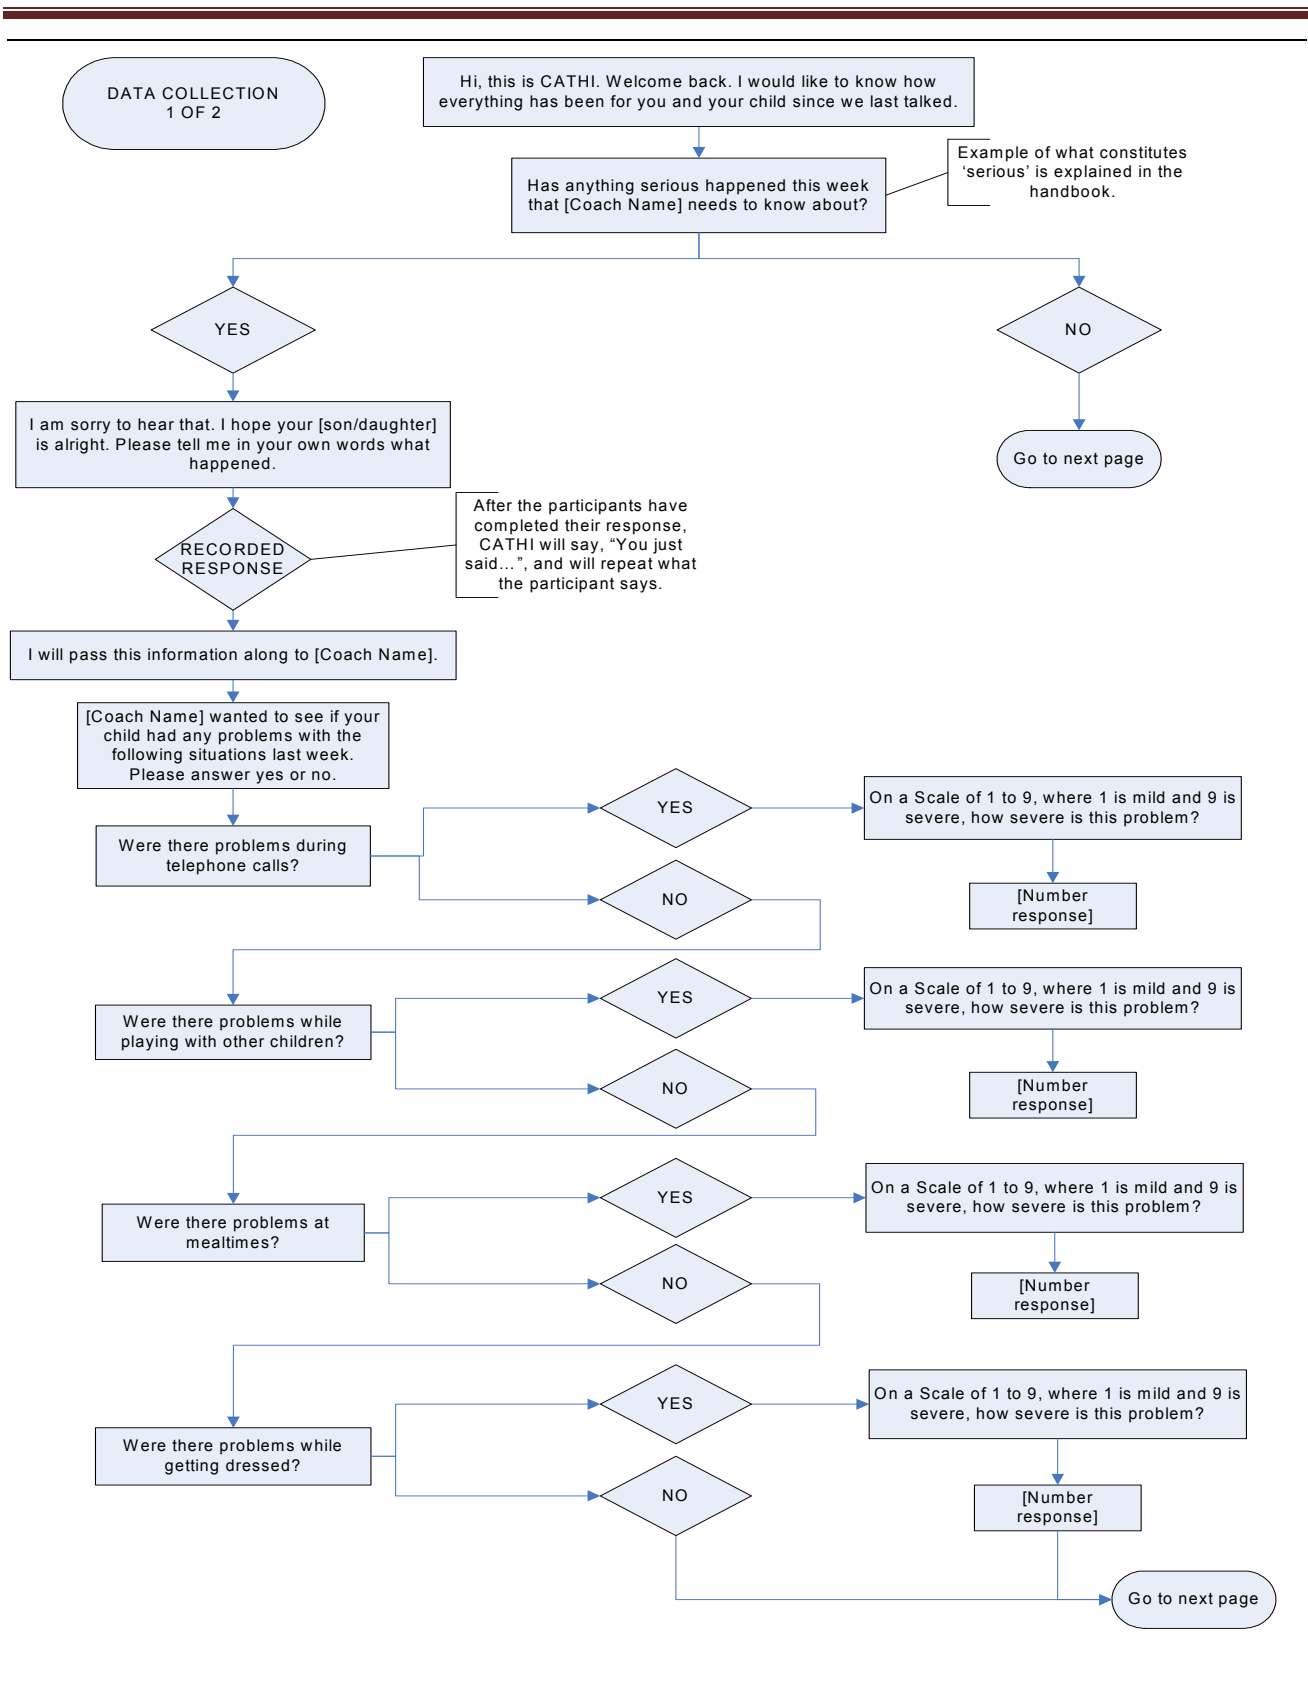 DATA COLLECTION
1 OF 2
Hi, this is CATHI. Welcome back. I would like to know how
everything has been for you and your child since we last talked.
Has anything serious happened this week
that [Coach Name] needs to know about?
Example of what constitutes
‘serious’ is explained in the
handbook.
YES
NO
I am sorry to hear that. I hope your [son/daughter]
is alright. Please tell me in your own words what
happened.
Go to next page
RECORDED
RESPONSE
After the participants have
completed their response,
CATHI will say, “You just
said…”, and will repeat what
the participant says.
I will pass this information along to [Coach Name].
[Coach Name] wanted to see if your
child had any problems with the
following situations last week.
Please answer yes or no.
Were there problems during
telephone calls?
YES
On a Scale of 1 to 9, where 1 is mild and 9 is
severe, how severe is this problem?
NO
[Number
response]
Were there problems while
playing with other children?
YES
On a Scale of 1 to 9, where 1 is mild and 9 is
severe, how severe is this problem?
NO
[Number
response]
Were there problems at
mealtimes?
YES
On a Scale of 1 to 9, where 1 is mild and 9 is
severe, how severe is this problem?
NO
[Number
response]
Were there problems while
getting dressed?
YES
On a Scale of 1 to 9, where 1 is mild and 9 is
severe, how severe is this problem?
NO
[Number
response]
Go to next page